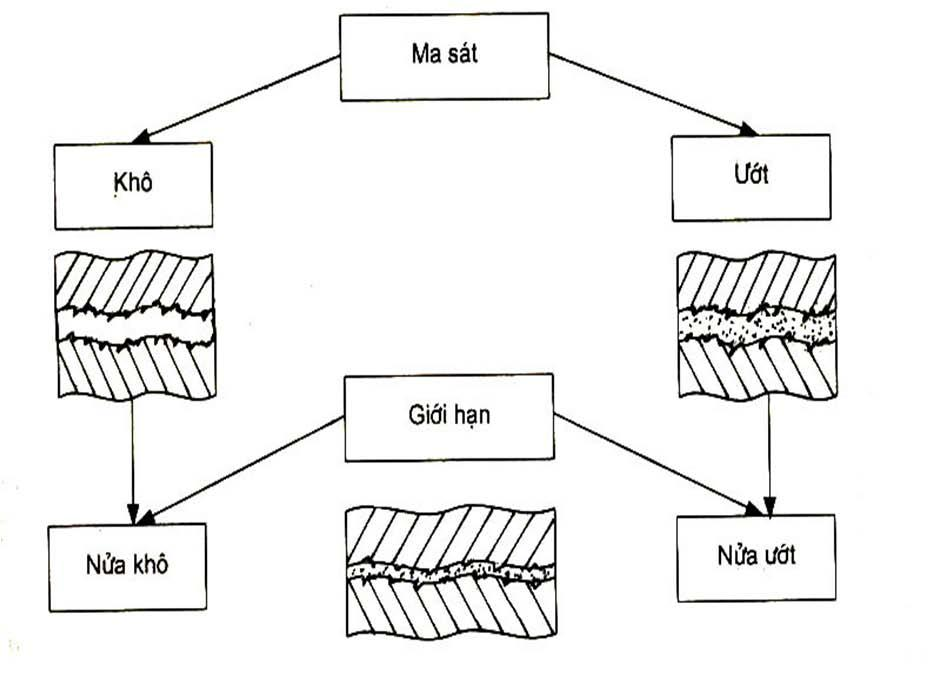 Ma sát
Khô
Ướt
Giới hạn
Nửa khô
Nửa ướt